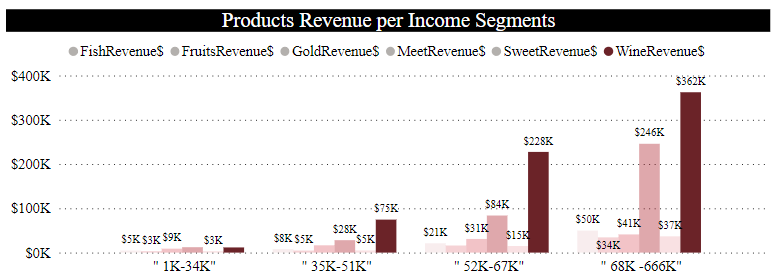 Products Revenue per Income Segments
FishRevenue$ FruitsRevenue$ GoldRevenue$ MeetRevenue$ SweetRevenue$ WineRevenue$
$400K
$300K
$200K
$100K
$0K
$5K $3K $9K $3K
$8K $5K $28K $5K $75K
$21K $31K $84K $15K $228K
$50K $34K $41K $246K $37K $362K
" 1K-34K" " 35K-51K" " 52K-67K" " 68K -666K"